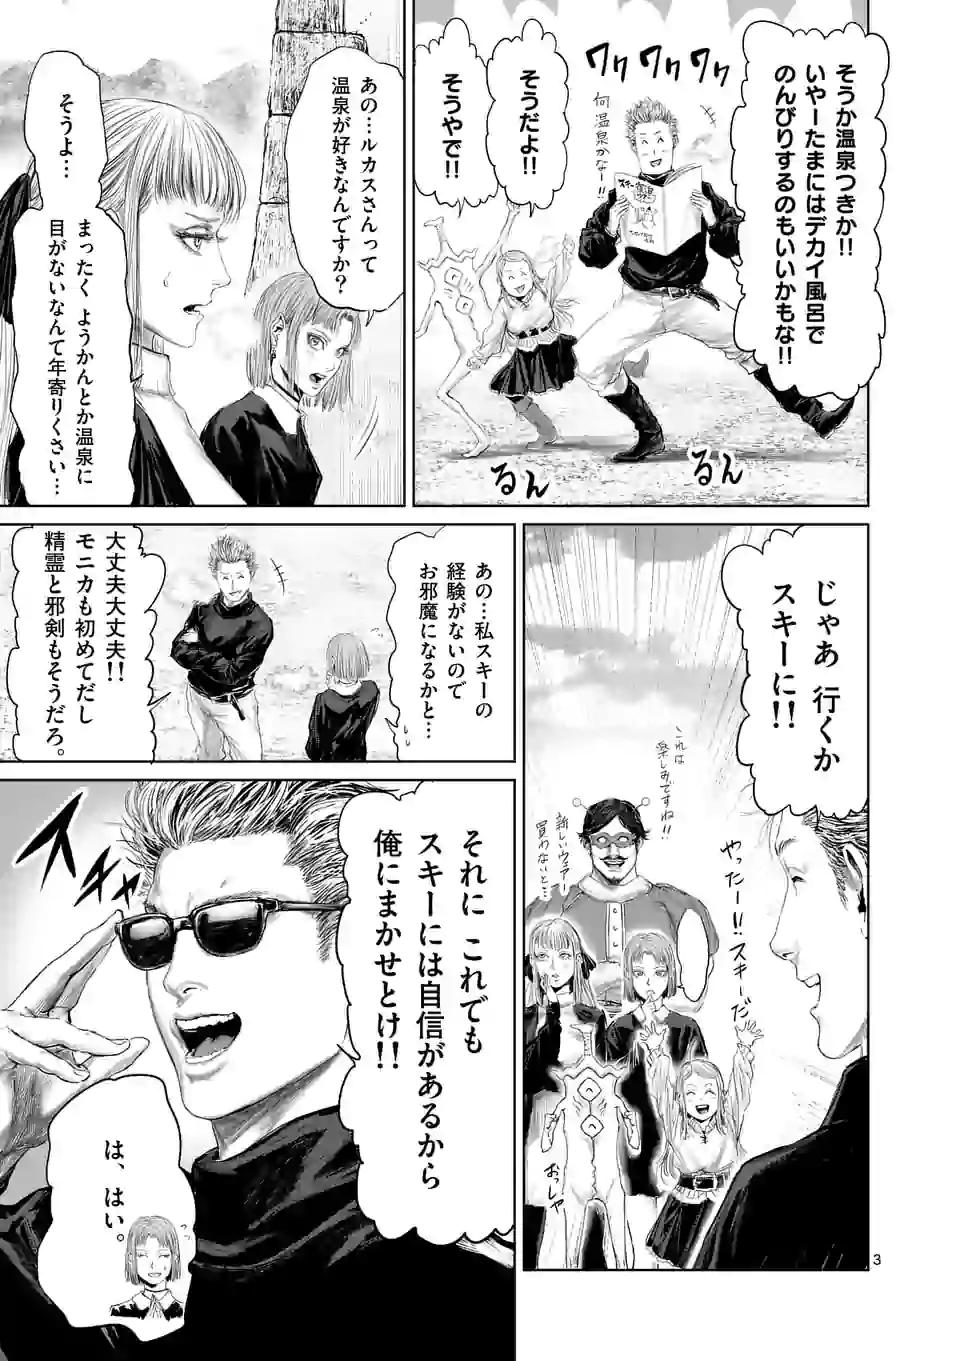 そうか温泉つきか!!
いやーたまにはデカイ風呂で
のんびりするのもいいかもな!!
ワケ ワケ ワケ
何温泉かなー!!
そうだよ!!
そうやで!!
るん
るん
あの…ルカスさんって
温泉が好きなんですか?
そうよ…
まったく ようかんとか温泉に
目がないなんて年寄りくさい…
じゃあ 行くか
スキーに!!
これは
楽しみですね!!
新しいウェアー
買わないと…
やったー!!スキーだ
おっしゃ
あの…私スキーの
経験がないので
お邪魔になるかと…
大丈夫大丈夫!!
モニカも初めてだし
精霊と邪剣もそうだろ。
スチャ
それに これでも
スキーには自信があるから
俺にまかせとけ!!
は、はい。
3